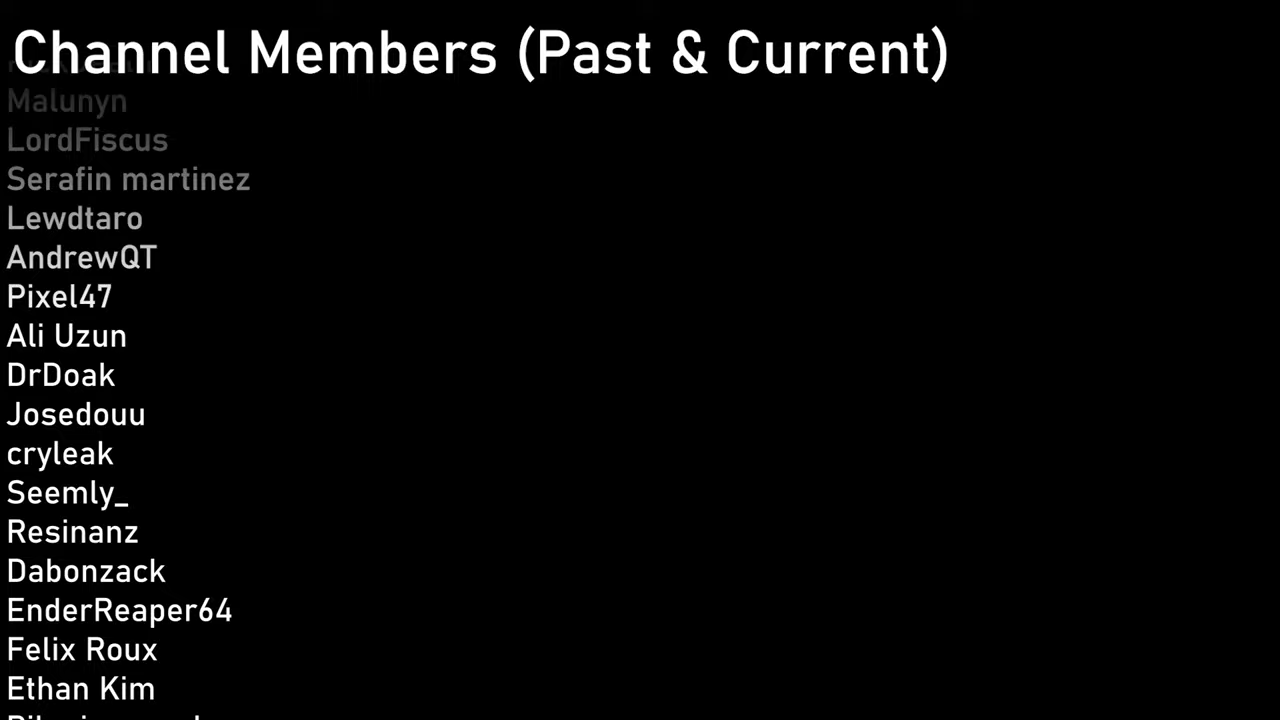 Channel Members (Past & Current)
Malunyn
LordFiscus
Serafin martinez
Lewdtaro
AndrewQT
Pixel47
Ali Uzun
DrDoak
Josedouu
cryleak
Seemly_
Resinanz
Dabonzack
EnderReaper64
Felix Roux
Ethan Kim